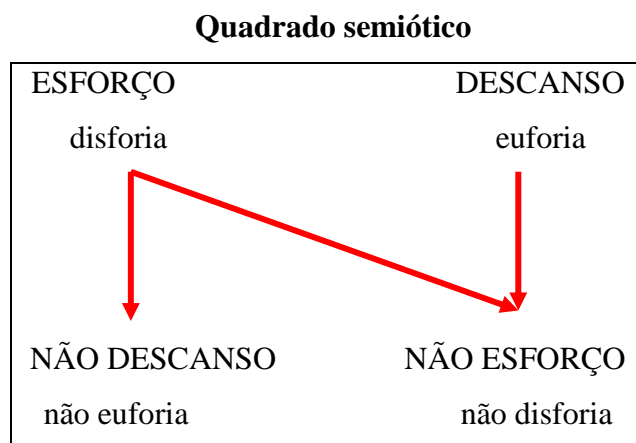 Quadrado semiótico
ESFORÇO DESCANSO
disforia euforia
NÃO DESCANSO NÃO ESFORÇO
não euforia não disforia